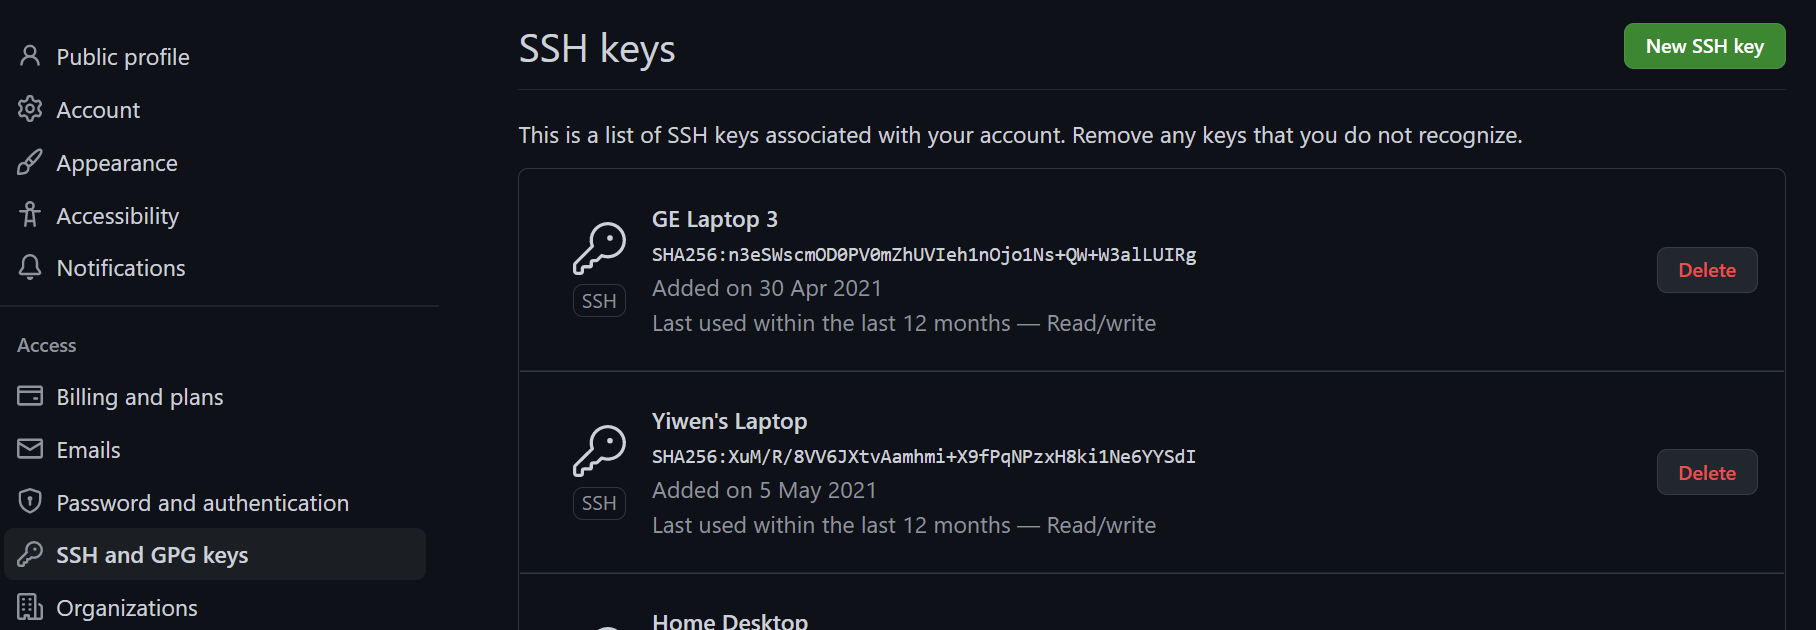 Public profile
Account
Appearance
Accessibility
Notifications
Access
Billing and plans
Emails
Password and authentication
SSH and GPG keys
Organizations
SSH keys
New SSH key
This is a list of SSH keys associated with your account. Remove any keys that you do not recognize.
GE Laptop 3
SHA256:n3eSWscmOD0PV0mZhUVIeh1nOjo1Ns+QW+W3alLUIRg
Added on 30 Apr 2021
Last used within the last 12 months — Read/write
SSH
Delete
Yiwen's Laptop
SHA256:XuM/R/8VV6JXtvAamhmi+X9fPqNPzxH8ki1Ne6YYSdI
Added on 5 May 2021
Last used within the last 12 months — Read/write
SSH
Delete
Home Desktop